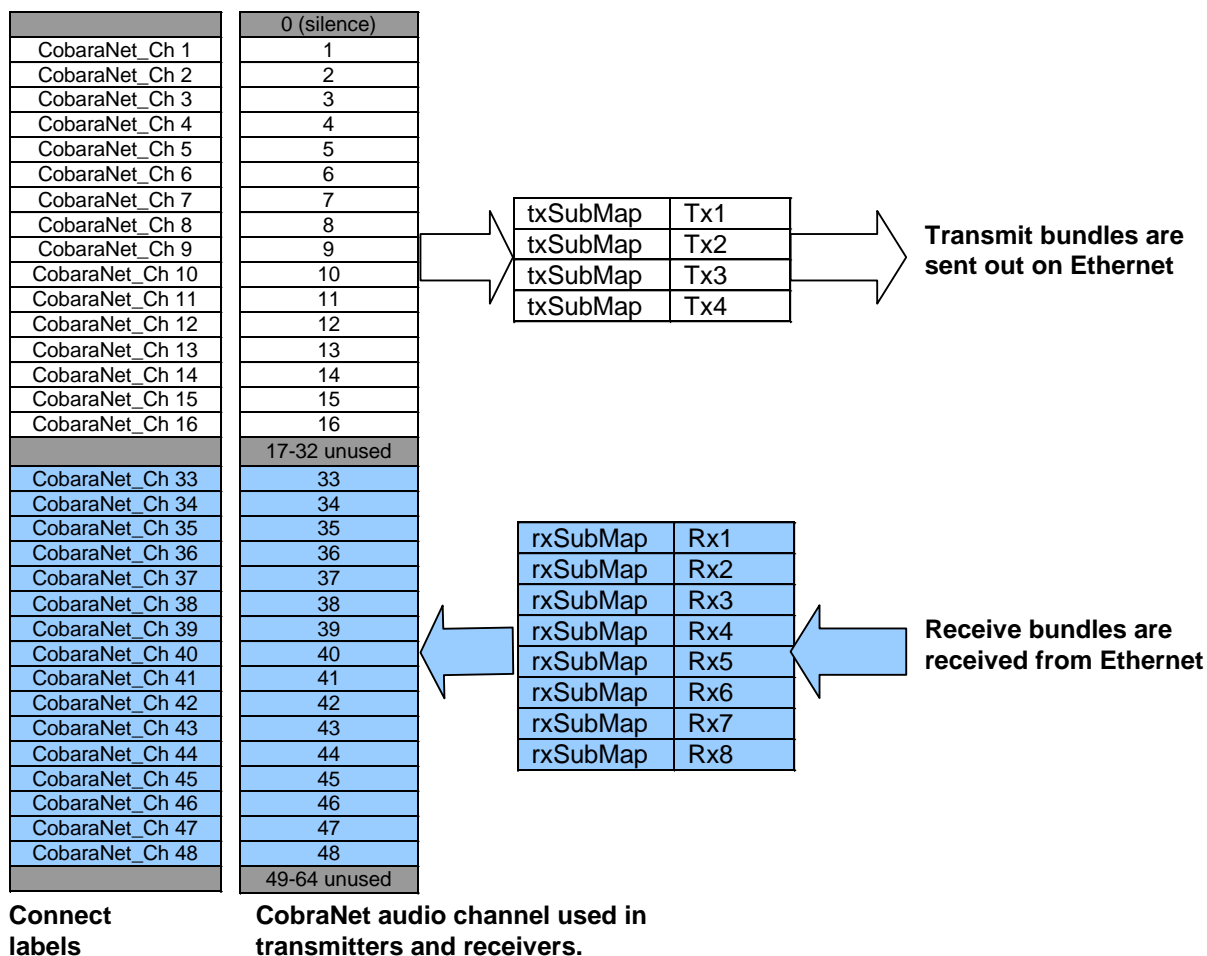 0 (silence)
CobaraNet_Ch 1 1
CobaraNet_Ch 2 2
CobaraNet_Ch 3 3
CobaraNet_Ch 4 4
CobaraNet_Ch 5 5
CobaraNet_Ch 6 6
CobaraNet_Ch 7 7
CobaraNet_Ch 8 8
CobaraNet_Ch 9 9
CobaraNet_Ch 10 10
CobaraNet_Ch 11 11
CobaraNet_Ch 12 12
CobaraNet_Ch 13 13
CobaraNet_Ch 14 14
CobaraNet_Ch 15 15
CobaraNet_Ch 16 16
17-32 unused
CobaraNet_Ch 33 33
CobaraNet_Ch 34 34
CobaraNet_Ch 35 35
CobaraNet_Ch 36 36
CobaraNet_Ch 37 37
CobaraNet_Ch 38 38
CobaraNet_Ch 39 39
CobaraNet_Ch 40 40
CobaraNet_Ch 41 41
CobaraNet_Ch 42 42
CobaraNet_Ch 43 43
CobaraNet_Ch 44 44
CobaraNet_Ch 45 45
CobaraNet_Ch 46 46
CobaraNet_Ch 47 47
CobaraNet_Ch 48 48
49-64 unused
Connect
labels
CobraNet audio channel used in
transmitters and receivers.
txSubMap Tx1
txSubMap Tx2
txSubMap Tx3
txSubMap Tx4
Transmit bundles are
sent out on Ethernet
rxSubMap Rx1
rxSubMap Rx2
rxSubMap Rx3
rxSubMap Rx4
rxSubMap Rx5
rxSubMap Rx6
rxSubMap Rx7
rxSubMap Rx8
Receive bundles are
received from Ethernet